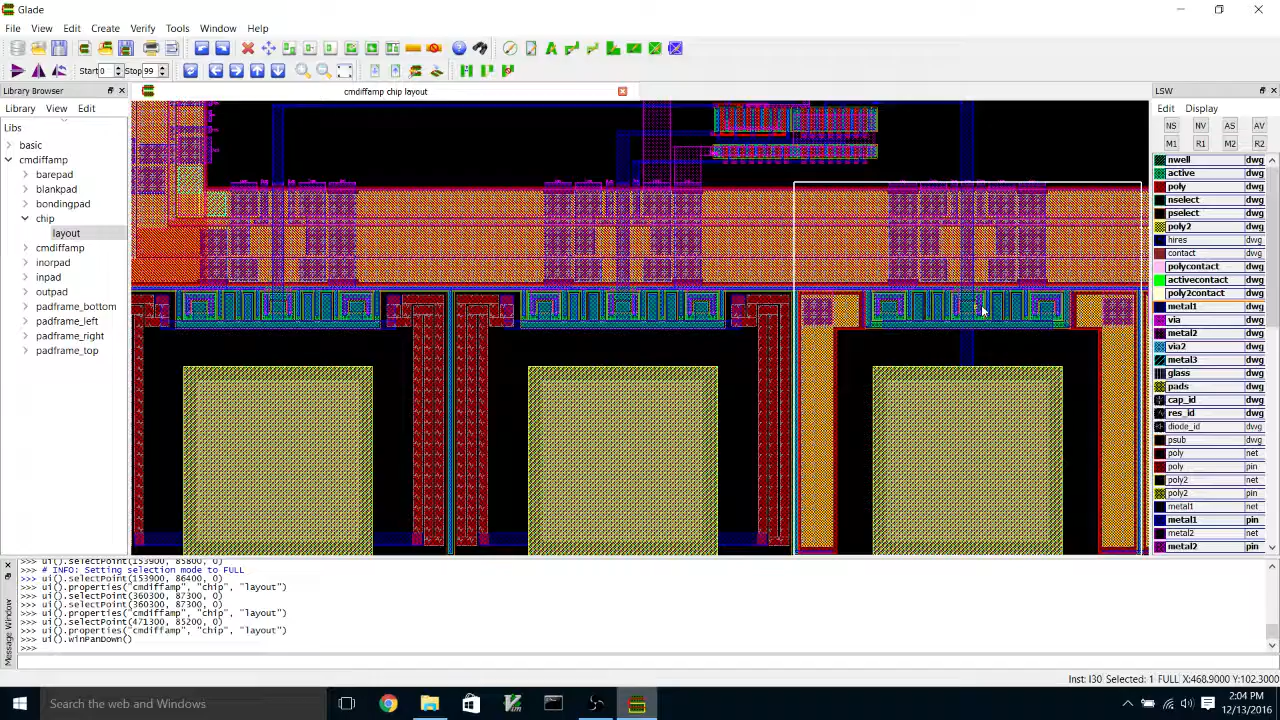 Glade
File View Edit Create Verify Tools Window Help
Start 0 Stop 99
Library Browser
cmdiffamp chip layout
LSW
Library View Edit
Edit Display
Libs
basic
cmdiffamp
barepad
blankpad
bondingpad
chip
layout
cmdiffamp
inorpad
inpad
outpad
padframe_bottom
padframe_left
padframe_right
padframe_top
NS NV AS AV
M1 R1 M2 R2
nwell dwg
active dwg
poly dwg
nselect dwg
pselect dwg
poly2 dwg
hires dwg
contact dwg
polycontact dwg
activecontact dwg
poly2contact dwg
metal1 dwg
via dwg
metal2 dwg
via2 dwg
metal3 dwg
glass dwg
pads dwg
cap_id dwg
res_id dwg
diode_id dwg
psub dwg
poly net
poly pin
poly2 net
poly2 pin
metal1 net
metal1 pin
metal2 net
metal2 pin
Message Window
>>> ui().selectPoint(153900, 85800, 0)
>>> # INFO: Setting selection mode to FULL
>>> ui().selectPoint(153900, 86400, 0)
>>> ui().properties("cmdiffamp", "chip", "layout")
>>> ui().selectPoint(360300, 87300, 0)
>>> ui().selectPoint(360300, 87300, 0)
>>> ui().properties("cmdiffamp", "chip", "layout")
>>> ui().selectPoint(471300, 85200, 0)
>>> ui().properties("cmdiffamp", "chip", "layout")
>>> ui().winPanDown()
>>>
Inst: I30 Selected: 1 FULL X:468.9000 Y:102.3000
Search the web and Windows
2:04 PM
12/13/2016